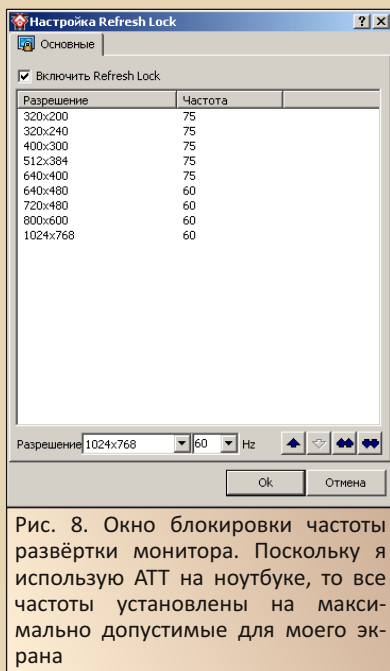 Настройка Refresh Lock
Основные
Включить Refresh Lock
Разрешение Частота
320x200 75
320x240 75
400x300 75
512x384 75
640x400 75
640x480 60
720x480 60
800x600 60
1024x768 60
Разрешение 1024x768 60 Hz
Ok Отмена
Рис. 8. Окно блокировки частоты
развёртки монитора. Поскольку я
использую АТТ на ноутбуке, то все
частоты установлены на макси-
мально допустимые для моего эк-
рана